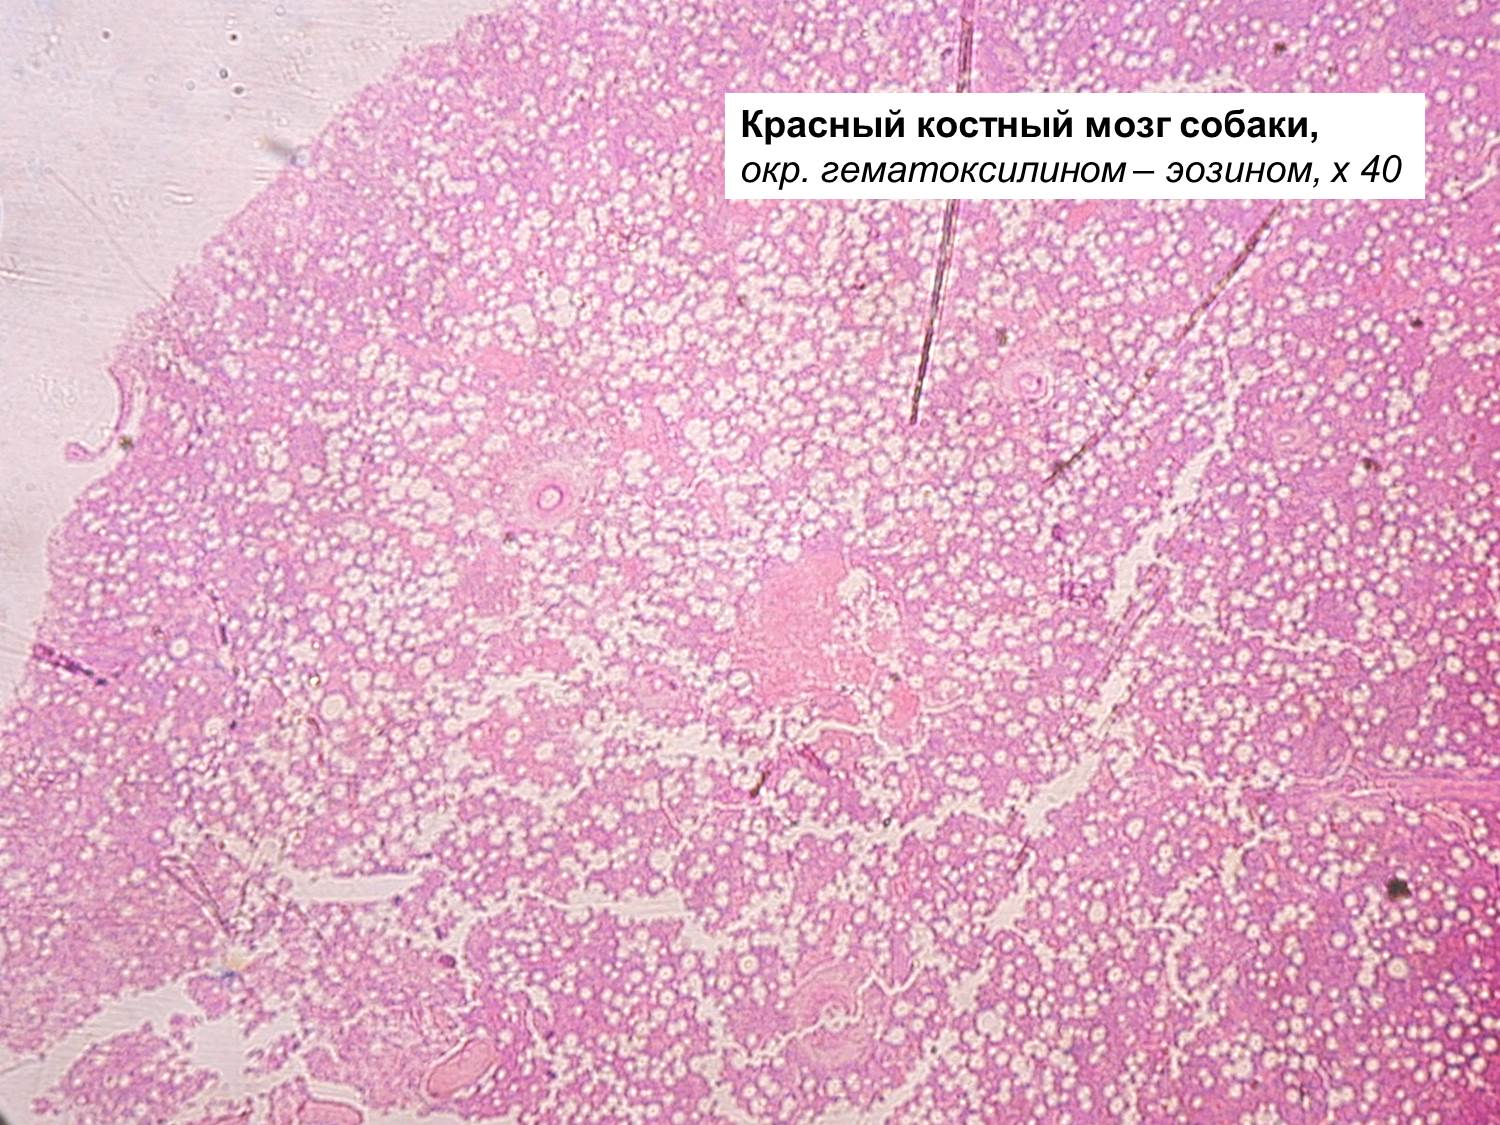 Красный костный мозг собаки,
окр. гематоксилином – эозином, х 40